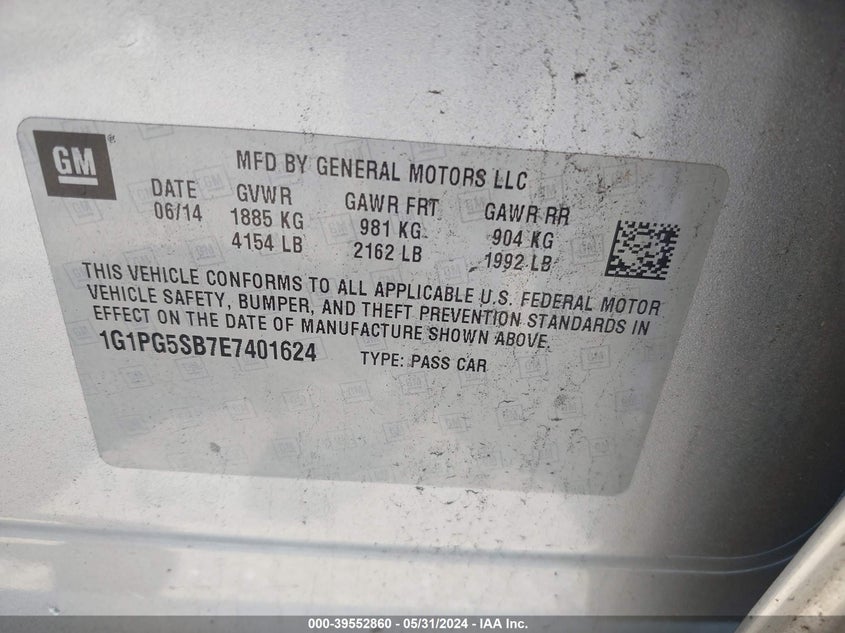 GM®
MFD BY GENERAL MOTORS LLC
DATE GVWR GAWR FRT GAWR RR
06/14 1885 KG 981 KG 904 KG
4154 LB 2162 LB 1992 LB
THIS VEHICLE CONFORMS TO ALL APPLICABLE U.S. FEDERAL MOTOR
VEHICLE SAFETY, BUMPER, AND THEFT PREVENTION STANDARDS IN
EFFECT ON THE DATE OF MANUFACTURE SHOWN ABOVE.
1G1PG5SB7E7401624 TYPE: PASS CAR
000-39552860 / 05/31/2024 - IAA Inc.